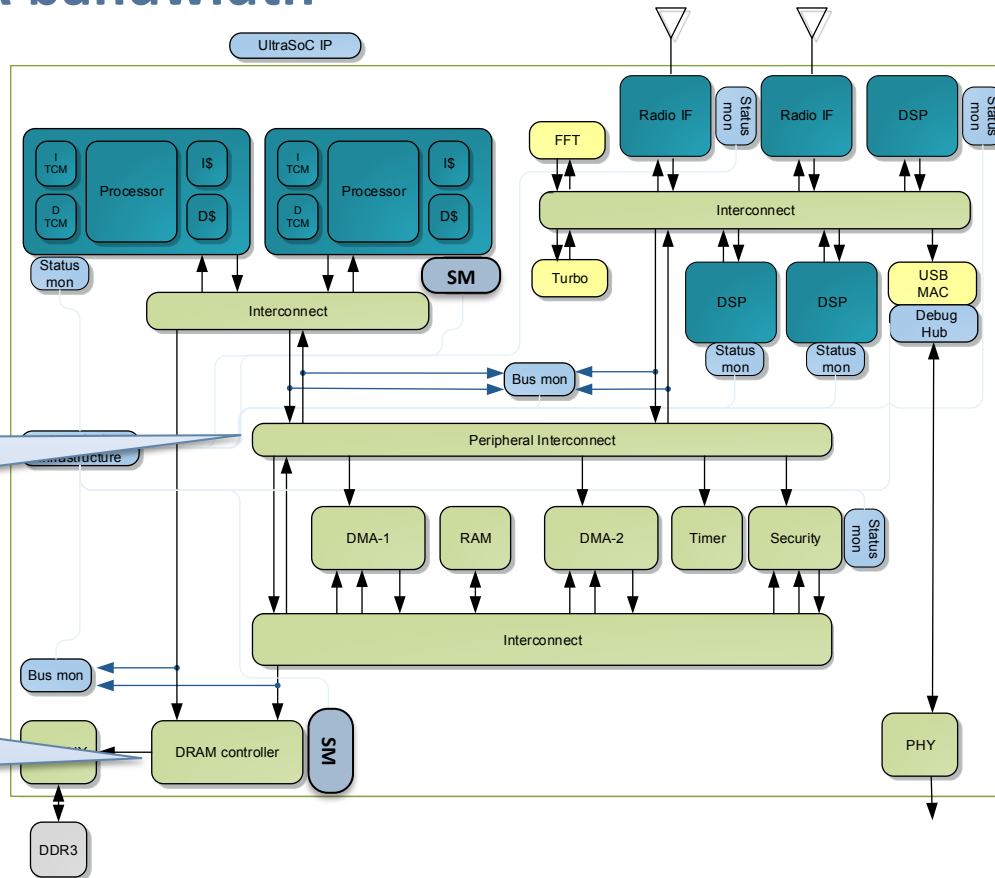 bandwidth
UltraSoC IP
Radio IF
Status
mon
Radio IF
DSP
Status
mon
FFT
I
TCM
D
TCM
Processor
I$
D$
I
TCM
D
TCM
Processor
I$
D$
Interconnect
Status
mon
SM
Turbo
DSP
Status
mon
DSP
Status
mon
USB
MAC
Debug
Hub
Interconnect
Bus mon
Peripheral Interconnect
DMA-1
RAM
DMA-2
Timer
Security
Status
mon
Interconnect
Bus mon
DRAM controller
SM
PHY
DDR3